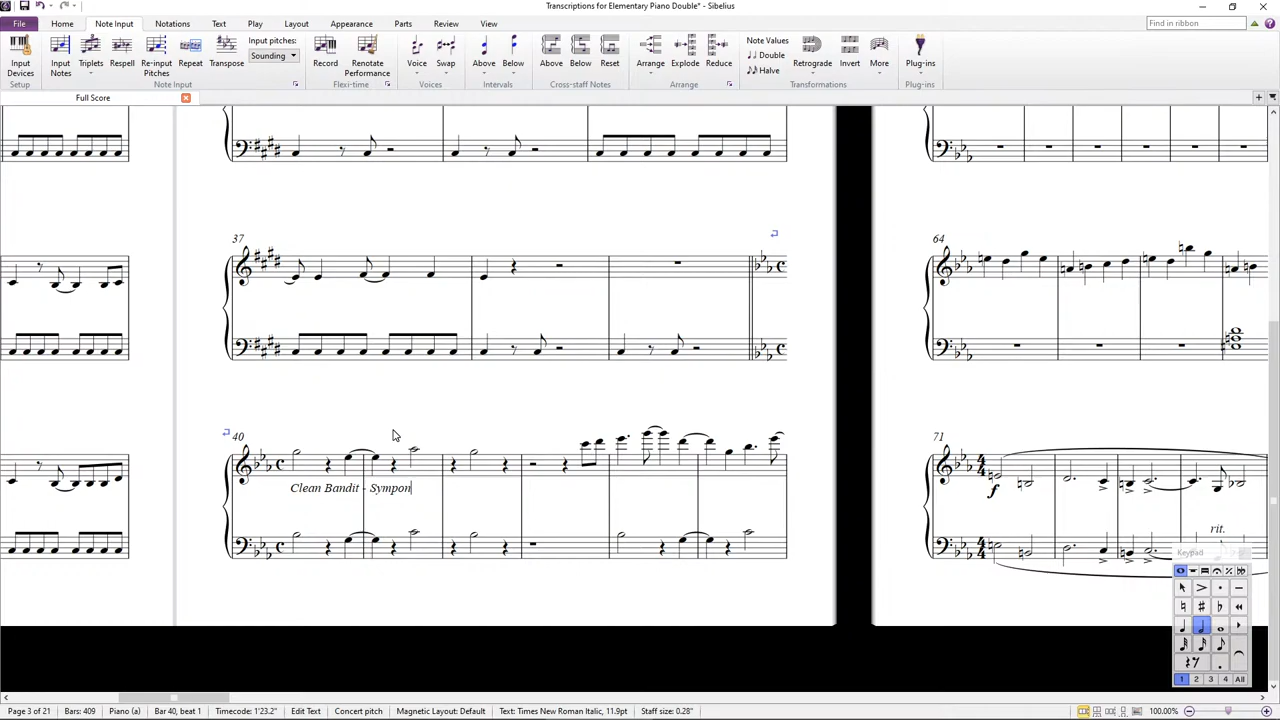 Transcriptions for Elementary Piano Double* - Sibelius
File Home Note Input Notations Text Play Layout Appearance Parts Review View
Find in ribbon
Input Devices
Input Notes
Triplets
Respell
Re-input Pitches
Repeat
Transpose
Input pitches:
Sounding
Record
Renotate Performance
Voice
Swap
Above
Below
Above
Below
Reset
Arrange
Explode
Reduce
Note Values
Double
Halve
Retrograde
Invert
More
Plug-ins
Setup Note Input Flexi-time Voices Intervals Cross-staff Notes Arrange Transformations Plug-ins
Full Score
37
64
40
Clean Bandit - Sympon
71
4
4
f
rit.
Keypad
1 2 3 4 All
Page 3 of 21 Bars: 409 Piano (a) Bar 40, beat 1 Timecode: 1'23.2" Edit Text Concert pitch Magnetic Layout: Default Text: Times New Roman Italic, 11.9pt Staff size: 0.28" 100.00%